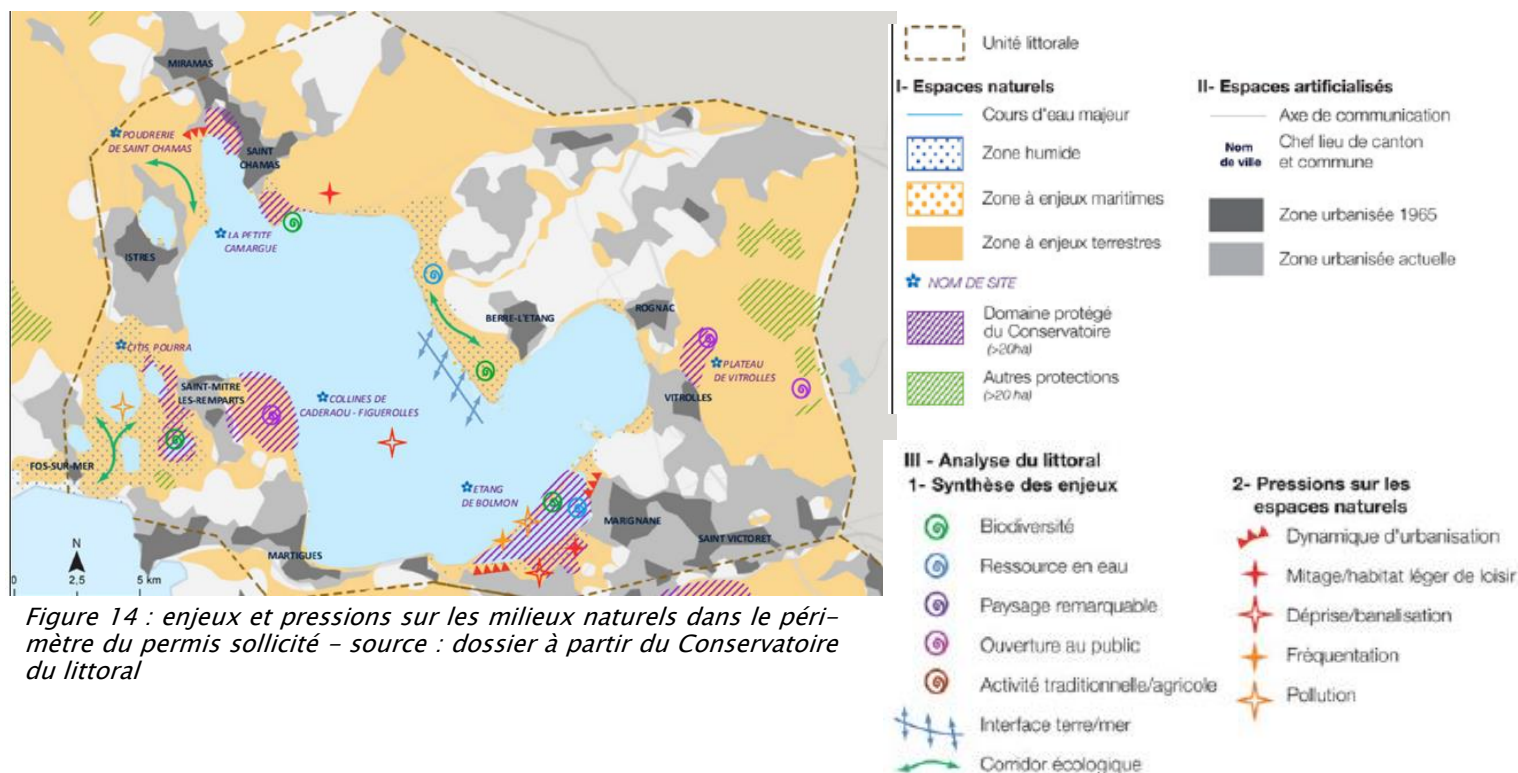 MIRAMAS
POUDRERIE
DE SAINT CHAMAS
SAINT
CHAMAS
LA PETITE
CAMARGUE
ISTRES
BERRE-L'ETANG
ROGNAC
CITIS, POURRA
PLATEAU
DE VITROLLES
SAINT-MITRE
LES-REMPARTS
COLLINES DE
CADERAOU - FIGUEROLLES
VITROLLES
FOS-SUR-MER
ETANG
DE BOLMON
MARIGNANE
SAINT VICTORET
MARTIGUES
N
0 2,5 5 km
Figure 14 : enjeux et pressions sur les milieux naturels dans le péri-
mètre du permis sollicité – source : dossier à partir du Conservatoire
du littoral
Unité littorale
I- Espaces naturels
Cours d'eau majeur
Zone humide
Zone à enjeux maritimes
Zone à enjeux terrestres
NOM DE SITE
Domaine protégé
du Conservatoire
(>20ha)
Autres protections
(>20 ha)
II- Espaces artificialisés
Axe de communication
Nom
de ville
Chef lieu de canton
et commune
Zone urbanisée 1965
Zone urbanisée actuelle
III - Analyse du littoral
1- Synthèse des enjeux
Biodiversité
Ressource en eau
Paysage remarquable
Ouverture au public
Activité traditionnelle/agricole
Interface terre/mer
Corridor écologique
2- Pressions sur les
espaces naturels
Dynamique d'urbanisation
Mitage/habitat léger de loisir
Déprise/banalisation
Fréquentation
Pollution